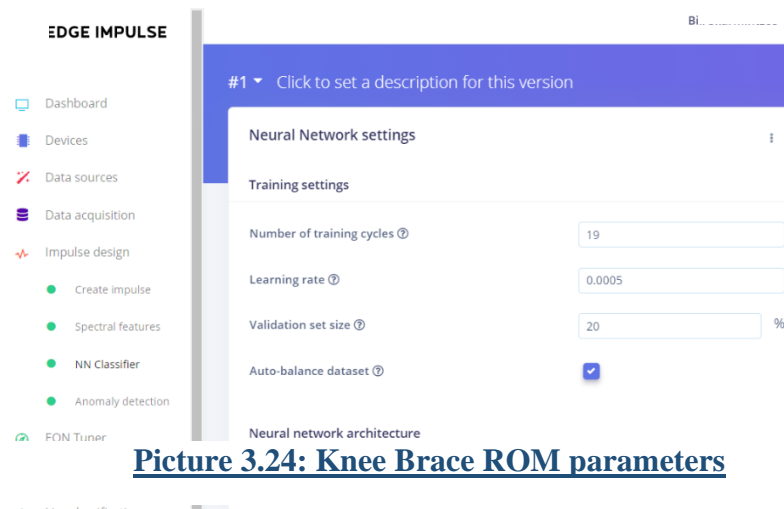 EDGE IMPULSE
#1 Click to set a description for this version
Dashboard
Devices
Data sources
Data acquisition
Impulse design
Create impulse
Spectral features
NN Classifier
Anomaly detection
EON Tuner
Neural Network settings
Training settings
Number of training cycles 19
Learning rate 0.0005
Validation set size 20 %
Auto-balance dataset
Neural network architecture
Picture 3.24: Knee Brace ROM parameters